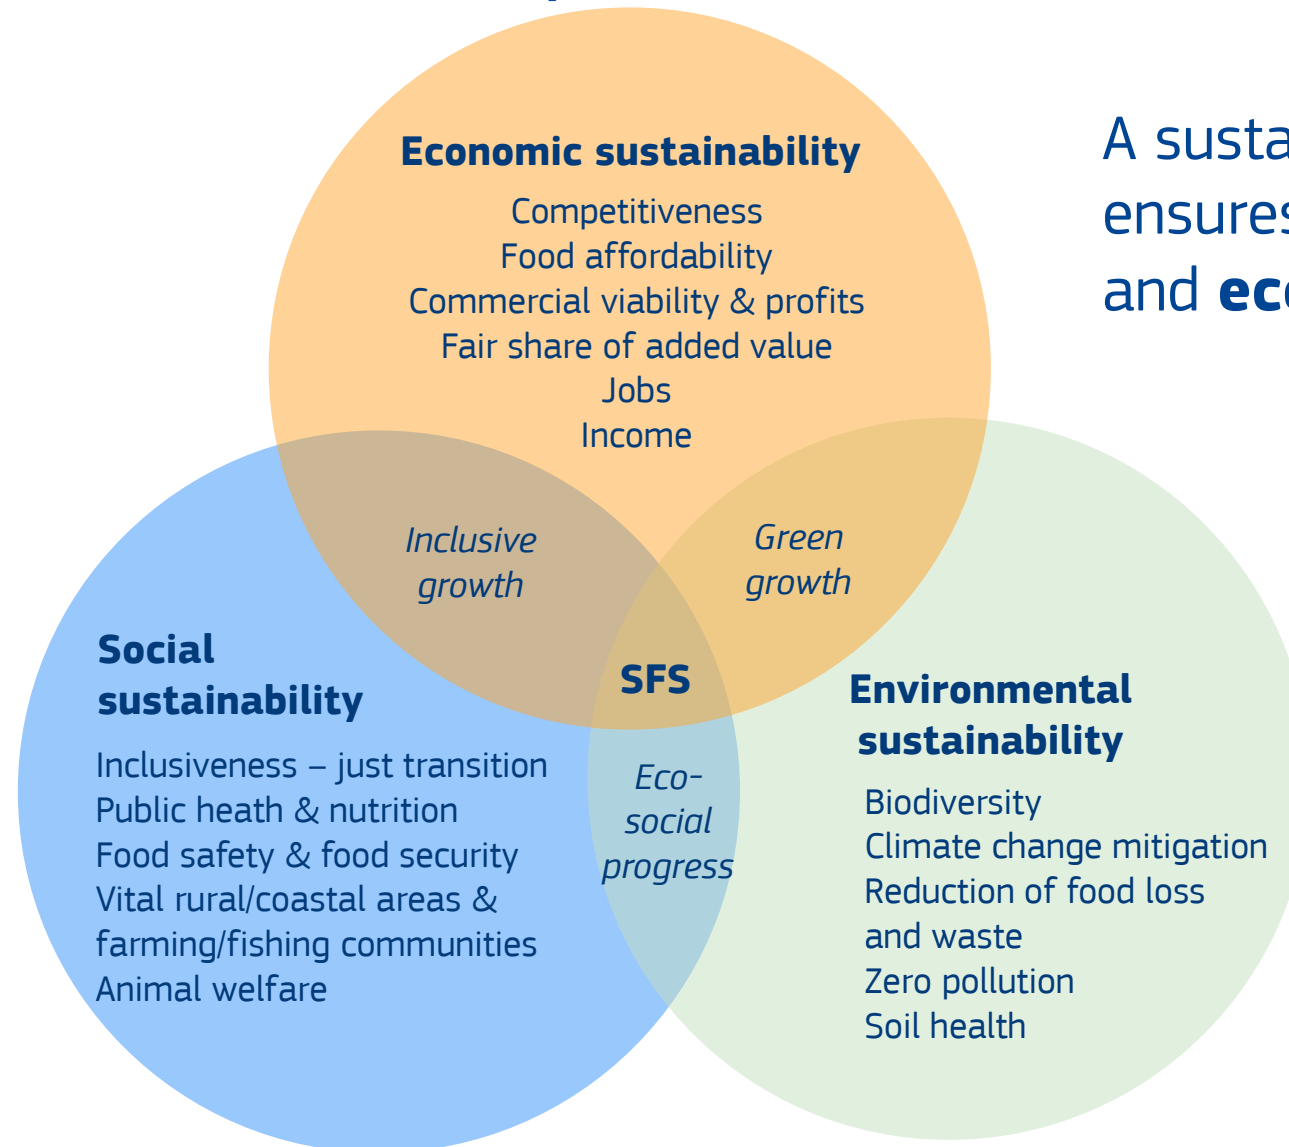 A susta
ensures
and eco
Economic sustainability
Competitiveness
Food affordability
Commercial viability & profits
Fair share of added value
Jobs
Income
Inclusive
growth
Green
growth
SFS
Social
sustainability
Inclusiveness – just transition
Public heath & nutrition
Food safety & food security
Vital rural/coastal areas &
farming/fishing communities
Animal welfare
Eco-
social
progress
Environmental
sustainability
Biodiversity
Climate change mitigation
Reduction of food loss
and waste
Zero pollution
Soil health